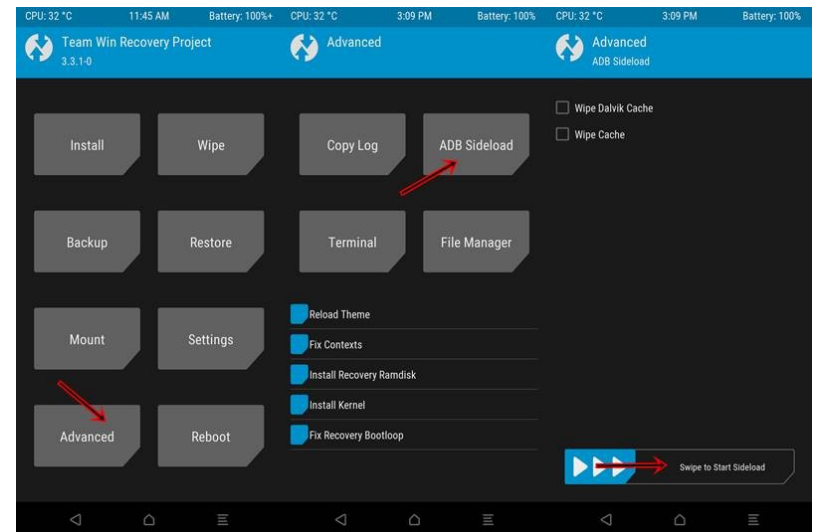 CPU: 32 °C 11:45 AM Battery: 100%+
Team Win Recovery Project
3.3.1-0
Install Wipe
Backup Restore
Mount Settings
Advanced Reboot
CPU: 32 °C 3:09 PM Battery: 100%
Advanced
Copy Log ADB Sideload
Terminal File Manager
Reload Theme
Fix Contexts
Install Recovery Ramdisk
Install Kernel
Fix Recovery Bootloop
CPU: 32 °C 3:09 PM Battery: 100%
Advanced
ADB Sideload
Wipe Dalvik Cache
Wipe Cache
Swipe to Start Sideload